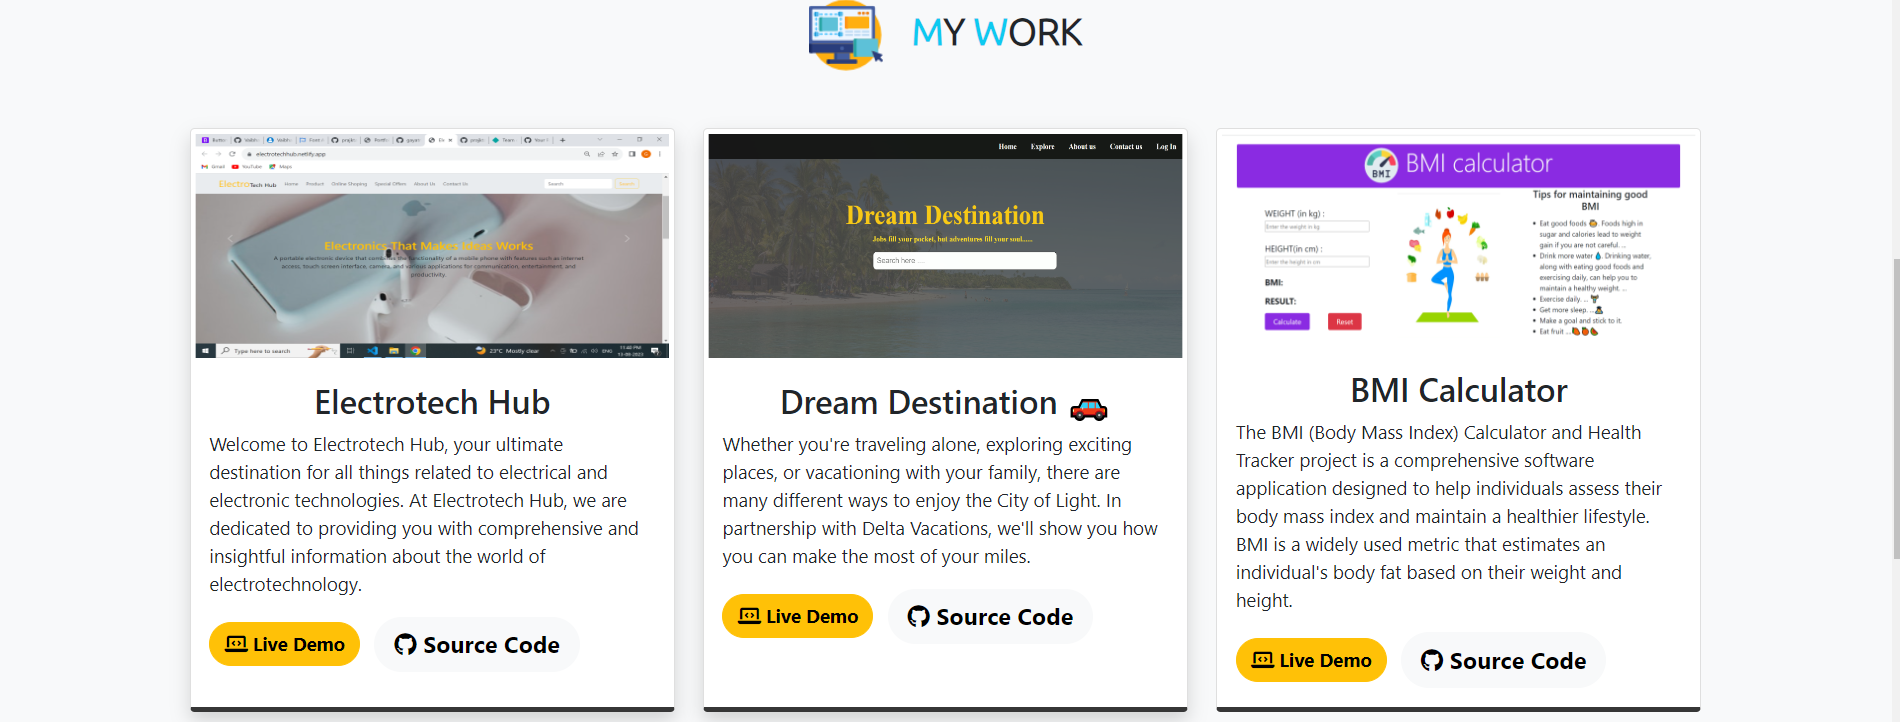 MY WORK
electrotechhub.netlify.app
Gmail YouTube Maps
ElectroTech Hub Home Product Online Shoping Special Offers About Us Contact Us Search Search
Electronics That Makes Ideas Works
A portable electronic device that combines the functionality of a mobile phone with features such as internet
access, touch screen interface, camera, and various applications for communication, entertainment, and
productivity.
Type here to search 23°C Mostly clear ENG
Electrotech Hub
Welcome to Electrotech Hub, your ultimate
destination for all things related to electrical and
electronic technologies. At Electrotech Hub, we are
dedicated to providing you with comprehensive and
insightful information about the world of
electrotechnology.
Live Demo Source Code
Home Explore About us Contact us Log In
Dream Destination
Jobs fill your pocket, but adventures fill your soul......
Search here ...
Dream Destination
Whether you're traveling alone, exploring exciting
places, or vacationing with your family, there are
many different ways to enjoy the City of Light. In
partnership with Delta Vacations, we'll show you how
you can make the most of your miles.
Live Demo Source Code
BMI BMI calculator
WEIGHT (in kg) :
Enter the weight in kg
HEIGHT(in cm) :
Enter the height in cm
BMI:
RESULT:
Calculate Reset
Tips for maintaining good
BMI
Eat good foods. Foods high in
sugar and calories lead to weight
gain if you are not careful. ...
Drink more water. Drinking water,
along with eating good foods and
exercising daily, can help you to
maintain a healthy weight. ...
Exercise daily. ...
Get more sleep. ...
Make a goal and stick to it.
Eat fruit ...
BMI Calculator
The BMI (Body Mass Index) Calculator and Health
Tracker project is a comprehensive software
application designed to help individuals assess their
body mass index and maintain a healthier lifestyle.
BMI is a widely used metric that estimates an
individual's body fat based on their weight and
height.
Live Demo Source Code